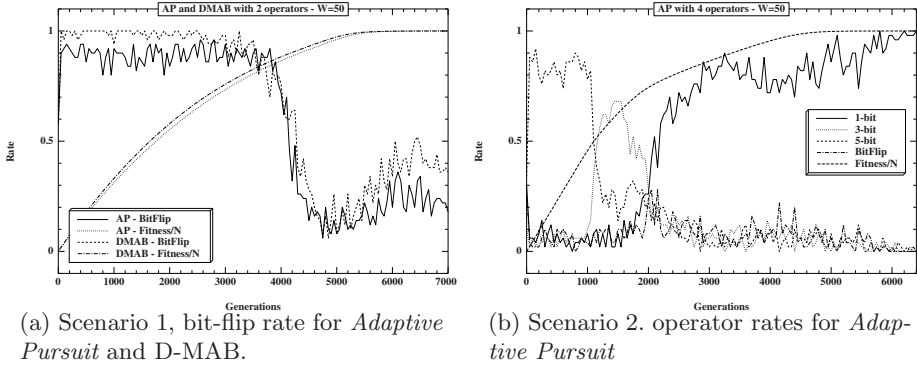 AP and DMAB with 2 operators - W=50
1
0.5
0
Rate
AP - BitFlip
AP - Fitness/N
DMAB - BitFlip
DMAB - Fitness/N
0 1000 2000 3000 4000 5000 6000 7000
Generations
(a) Scenario 1, bit-flip rate for Adaptive
Pursuit and D-MAB.
AP with 4 operators - W=50
1
0.5
0
Rate
1-bit
3-bit
5-bit
BitFlip
Fitness/N
0 1000 2000 3000 4000 5000 6000
Generations
(b) Scenario 2. operator rates for Adap-
tive Pursuit